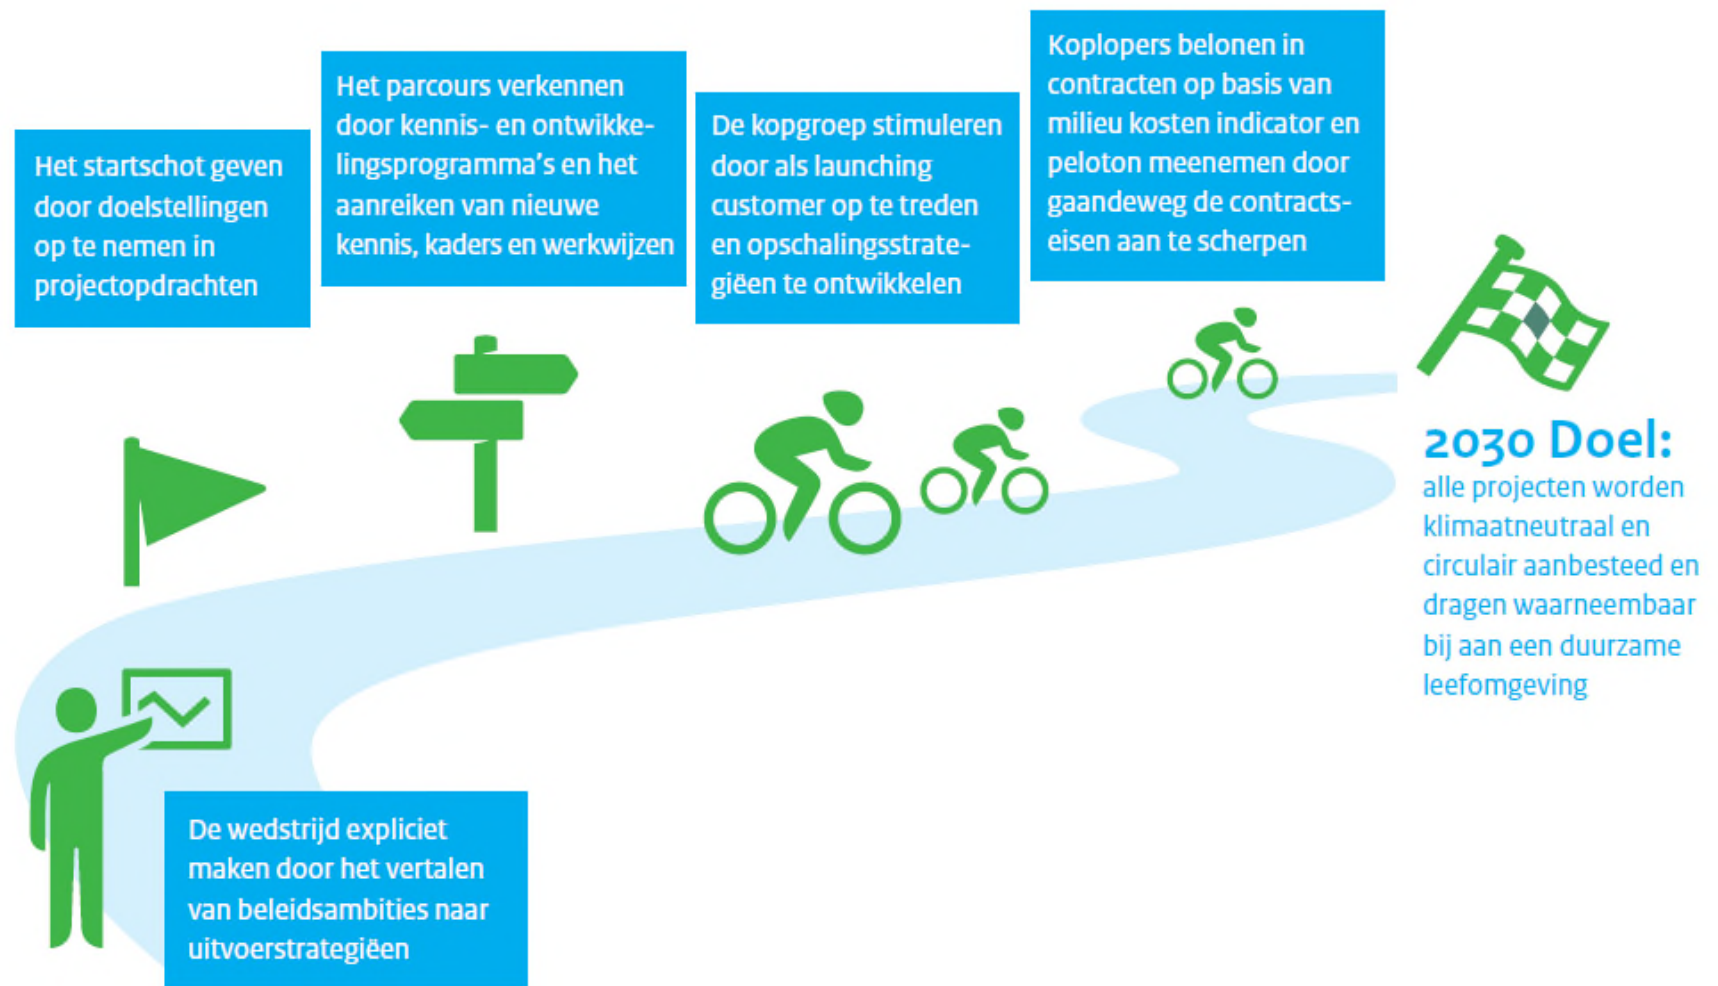 Het startschot geven
door doelstellingen
op te nemen in
projectopdrachten
Het parcours verkennen
door kennis- en ontwikke-
lingsprogramma's en het
aanreiken van nieuwe
kennis, kaders en werkwijzen
De kopgroep stimuleren
door als launching
customer op te treden
en opschalingsstrate-
giëen te ontwikkelen
Koplopers belonen in
contracten op basis van
milieu kosten indicator en
peloton meenemen door
gaandeweg de contracts-
eisen aan te scherpen
2030 Doel:
alle projecten worden
klimaatneutraal en
circulair aanbesteed en
dragen waarneembaar
bij aan een duurzame
leefomgeving
De wedstrijd expliciet
maken door het vertalen
van beleidsambities naar
uitvoerstrategiëen